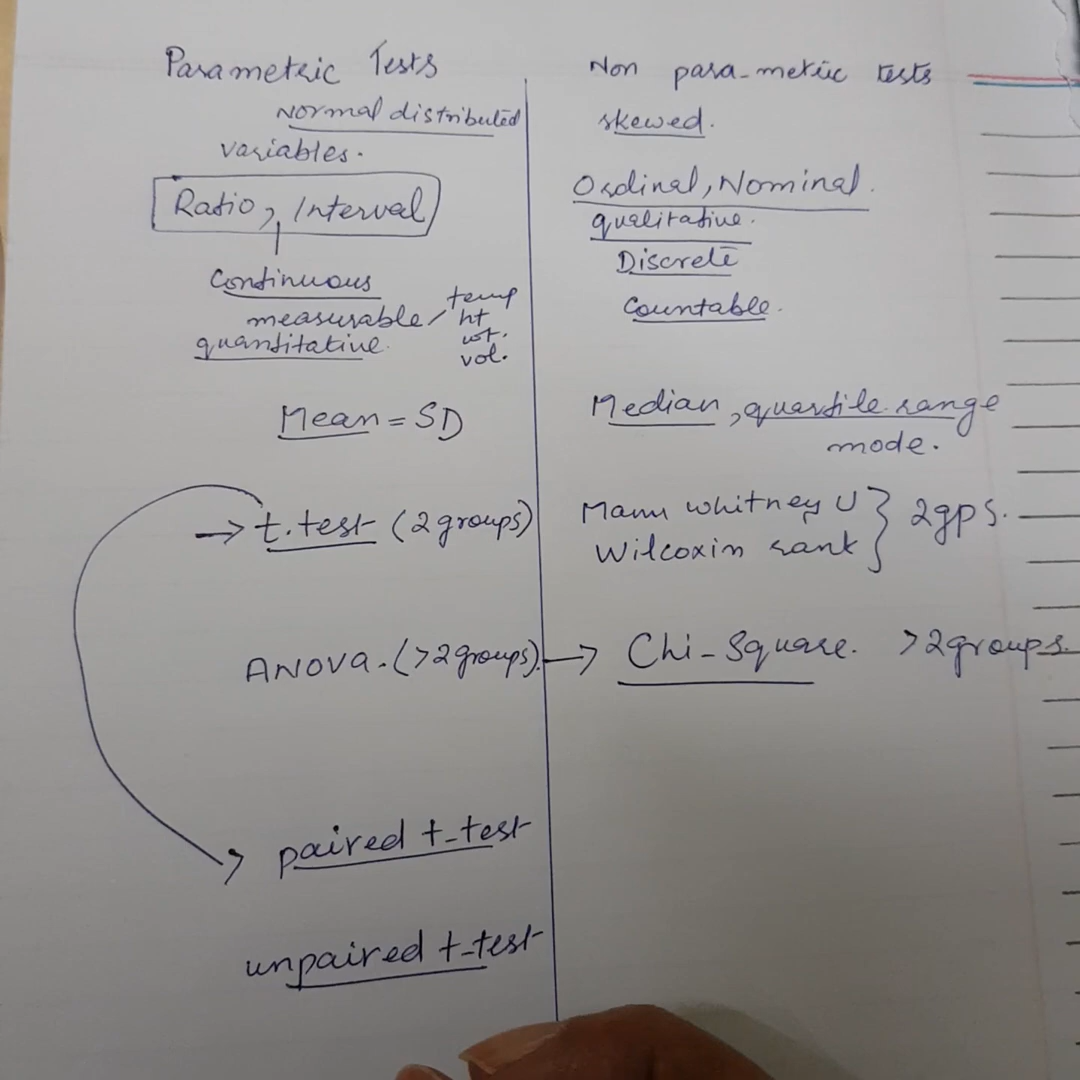 Parametric Tests
Normal distributed
variables.
Ratio, Interval
Continuous
measurable
temp
ht
wt.
vol.
quantitative.
Mean = SD
→ t.test (2 groups)
ANOVA. (>2groups). →
paired t-test
unpaired t-test
Non para-metric tests
skewed.
Ordinal, Nominal.
qualitative.
Discrete
Countable.
Median, quartile range
mode.
Mann whitney U
Wilcoxin rank
} 2gps.
Chi-Square. >2groups.